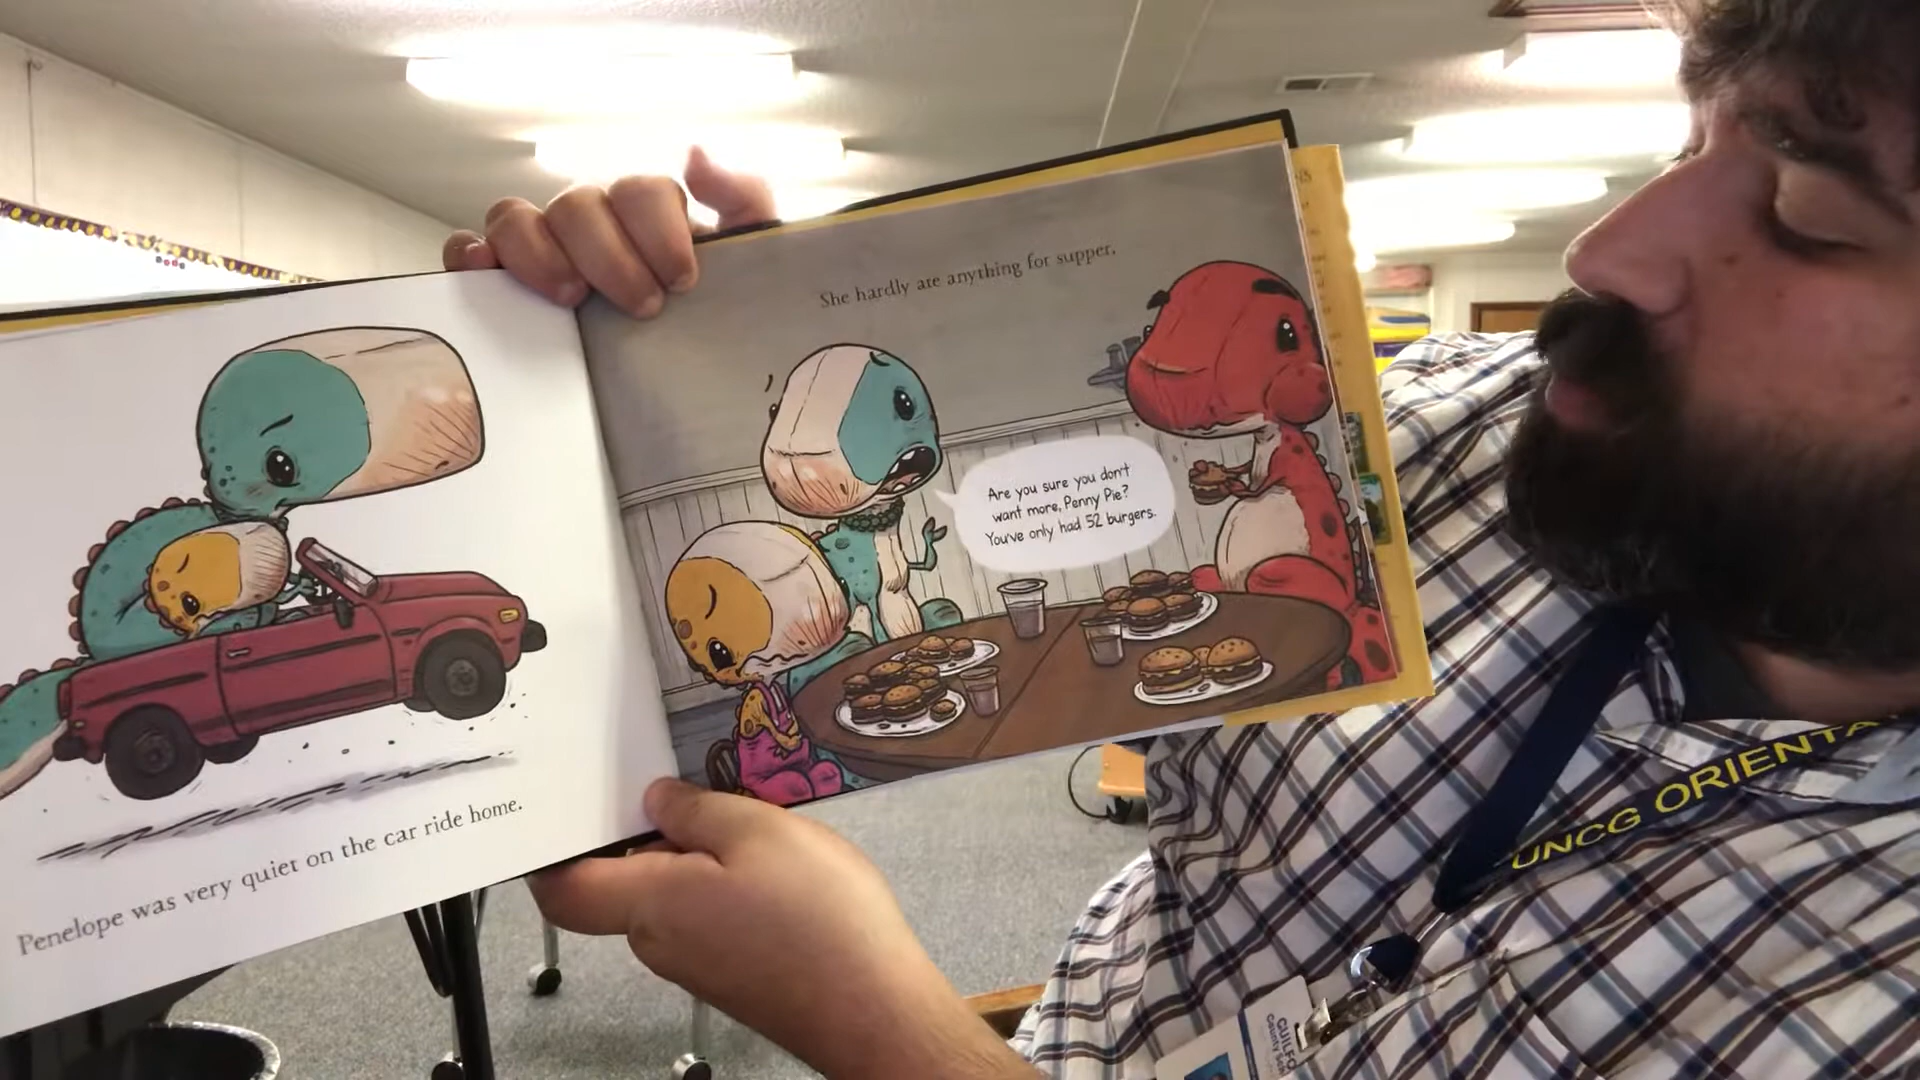 Penelope was very quiet on the car ride home.
She hardly ate anything for supper.
Are you sure you don't
want more, Penny Pie?
You've only had 52 burgers.
UNCG ORIENTA
GUILFO